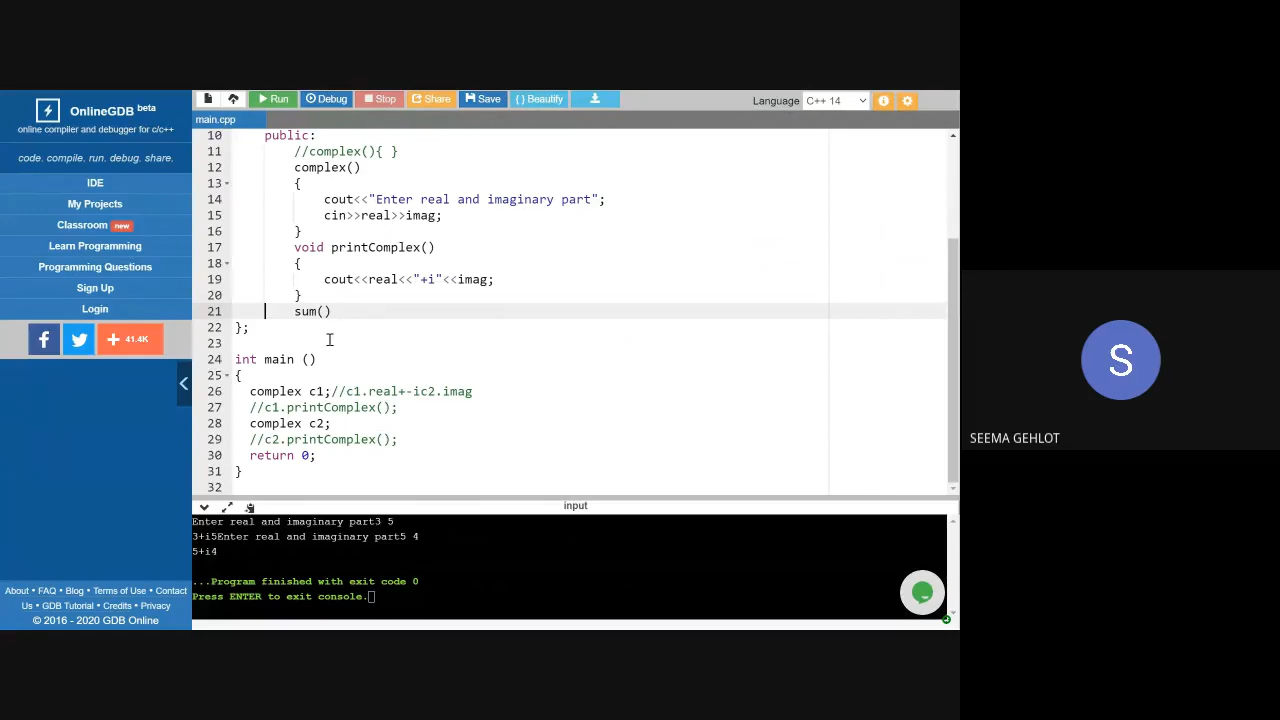 OnlineGDB beta
online compiler and debugger for c/c++
code. compile. run. debug. share.
IDE
My Projects
Classroom new
Learn Programming
Programming Questions
Sign Up
Login
f
+ 41.4K
About • FAQ • Blog • Terms of Use • Contact
Us • GDB Tutorial • Credits • Privacy
© 2016 - 2020 GDB Online
Run Debug Stop Share Save { } Beautify
Language C++ 14
main.cpp
10 public:
11 //complex(){ }
12 complex()
13 {
14 cout<<"Enter real and imaginary part";
15 cin>>real>>imag;
16 }
17 void printComplex()
18 {
19 cout<<real<<"+i"<<imag;
20 }
21 sum()
22 };
23
24 int main ()
25 {
26 complex c1;//c1.real+-ic2.imag
27 //c1.printComplex();
28 complex c2;
29 //c2.printComplex();
30 return 0;
31 }
32
input
Enter real and imaginary part3 5
3+i5Enter real and imaginary part5 4
5+i4
...Program finished with exit code 0
Press ENTER to exit console.
S
SEEMA GEHLOT